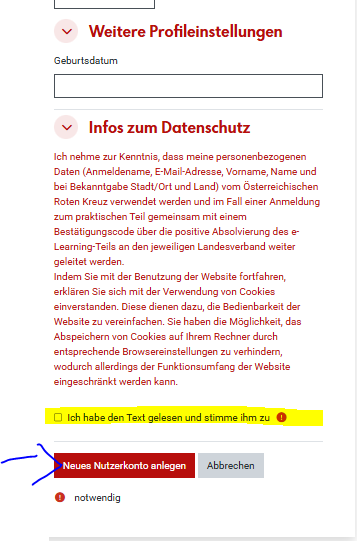 Weitere Profileinstellungen
Geburtsdatum
Infos zum Datenschutz
Ich nehme zur Kenntnis, dass meine personenbezogenen
Daten (Anmeldename, E-Mail-Adresse, Vorname, Name und
bei Bekanntgabe Stadt/Ort und Land) vom Österreichischen
Roten Kreuz verwendet werden und im Fall einer Anmeldung
zum praktischen Teil gemeinsam mit einem
Bestätigungscode über die positive Absolvierung des e-
Learning-Teils an den jeweiligen Landesverband weiter
geleitet werden.
Indem Sie mit der Benutzung der Website fortfahren,
erklären Sie sich mit der Verwendung von Cookies
einverstanden. Diese dienen dazu, die Bedienbarkeit der
Website zu vereinfachen. Sie haben die Möglichkeit, das
Abspeichern von Cookies auf Ihrem Rechner durch
entsprechende Browsereinstellungen zu verhindern,
wodurch allerdings der Funktionsumfang der Website
eingeschränkt werden kann.
Ich habe den Text gelesen und stimme ihm zu
Neues Nutzerkonto anlegen Abbrechen
notwendig